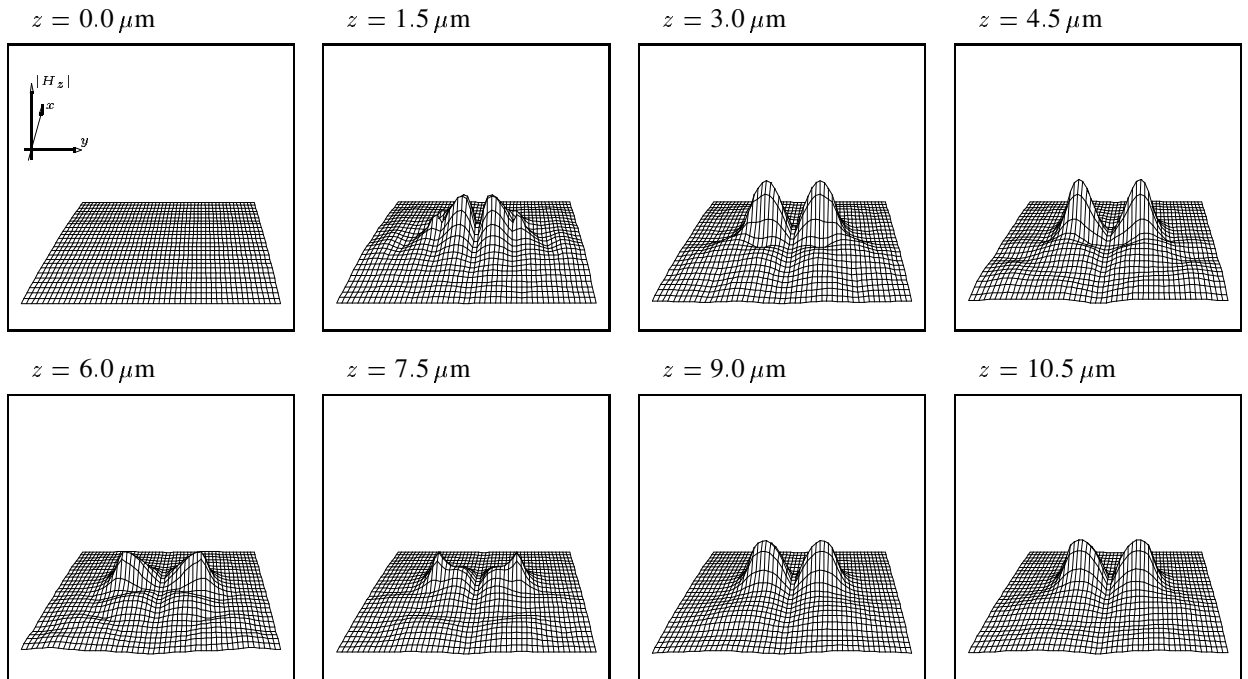 z = 0.0 μm
z = 1.5 μm
z = 3.0 μm
z = 4.5 μm
|H_z|
x
y
z = 6.0 μm
z = 7.5 μm
z = 9.0 μm
z = 10.5 μm